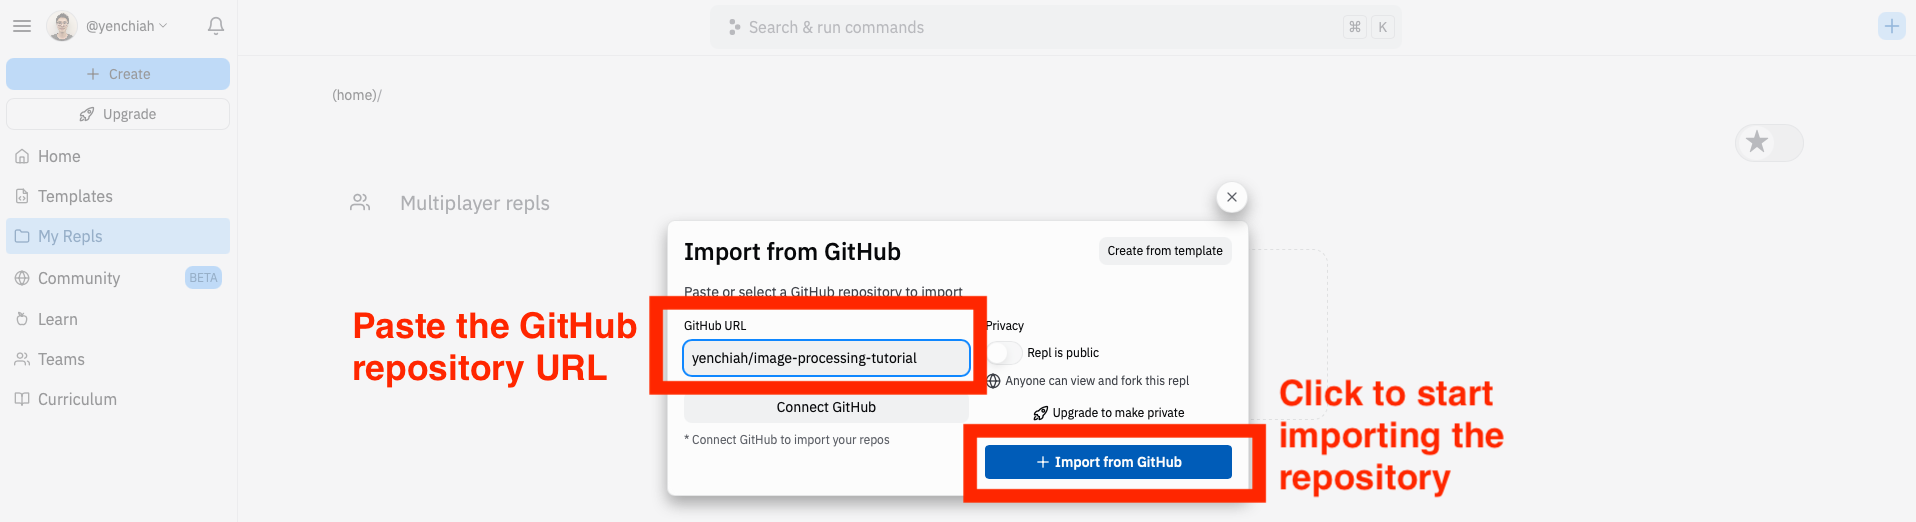 @yenchiah
Search & run commands
⌘ K
+ Create
Upgrade
(home)/
Home
Templates
My Repls
Community BETA
Learn
Teams
Curriculum
Multiplayer repls
Import from GitHub
Create from template
Paste or select a GitHub repository to import
GitHub URL
yenchiah/image-processing-tutorial
Connect GitHub
* Connect GitHub to import your repos
Privacy
Repl is public
Anyone can view and fork this repl
Upgrade to make private
+ Import from GitHub
Paste the GitHub
repository URL
Click to start
importing the
repository